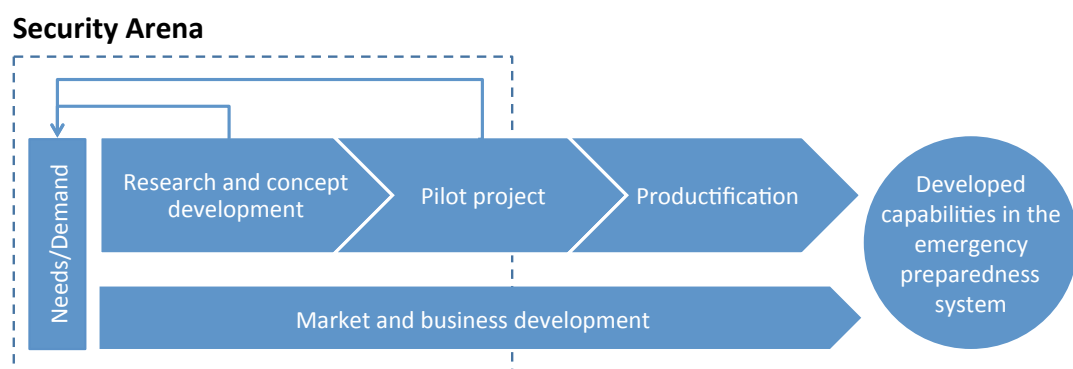 Security Arena
Needs/Demand
Research and concept
development
Pilot project
Productification
Market and business development
Developed
capabilities in the
emergency
preparedness
system